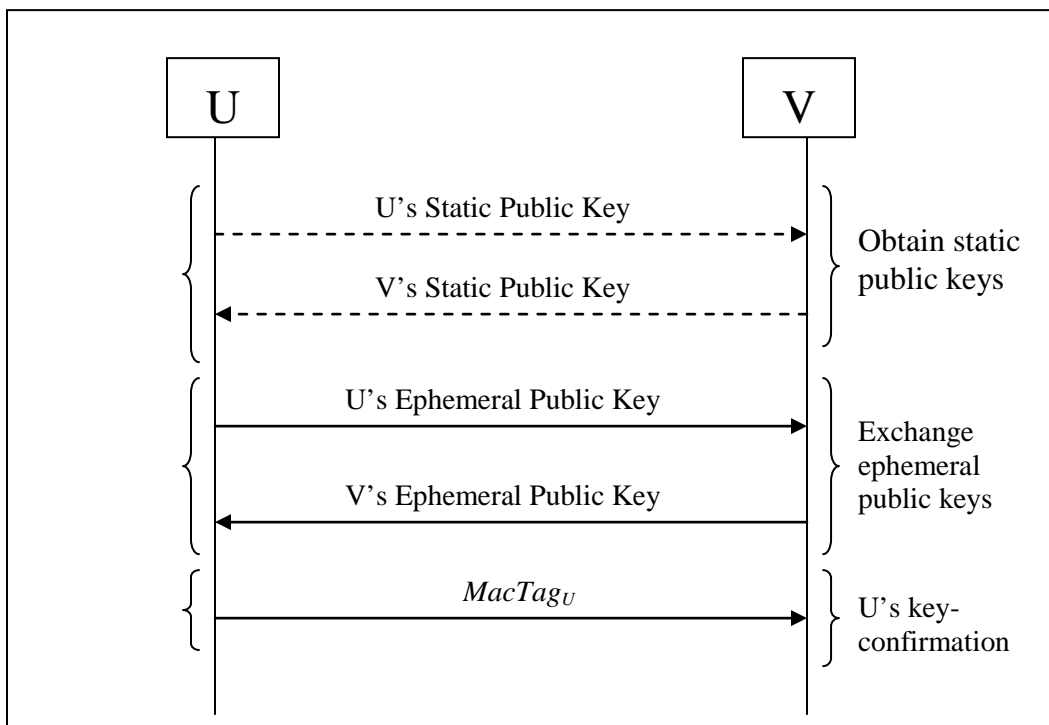 U
V
U's Static Public Key
V's Static Public Key
Obtain static
public keys
U's Ephemeral Public Key
V's Ephemeral Public Key
Exchange
ephemeral
public keys
MacTagU
U's key-
confirmation